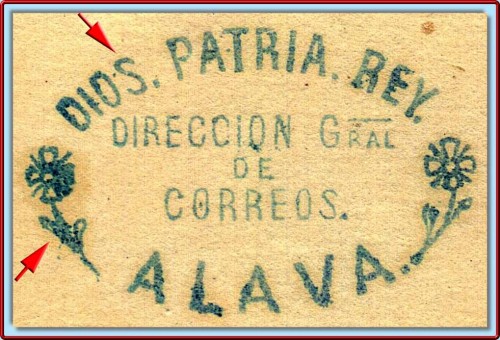 DIOS. PATRIA. REY.
DIRECCION GRAL
DE
CORREOS.
ALAVA.